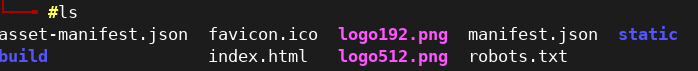 #ls
asset-manifest.json favicon.ico logo192.png manifest.json static
build index.html logo512.png robots.txt